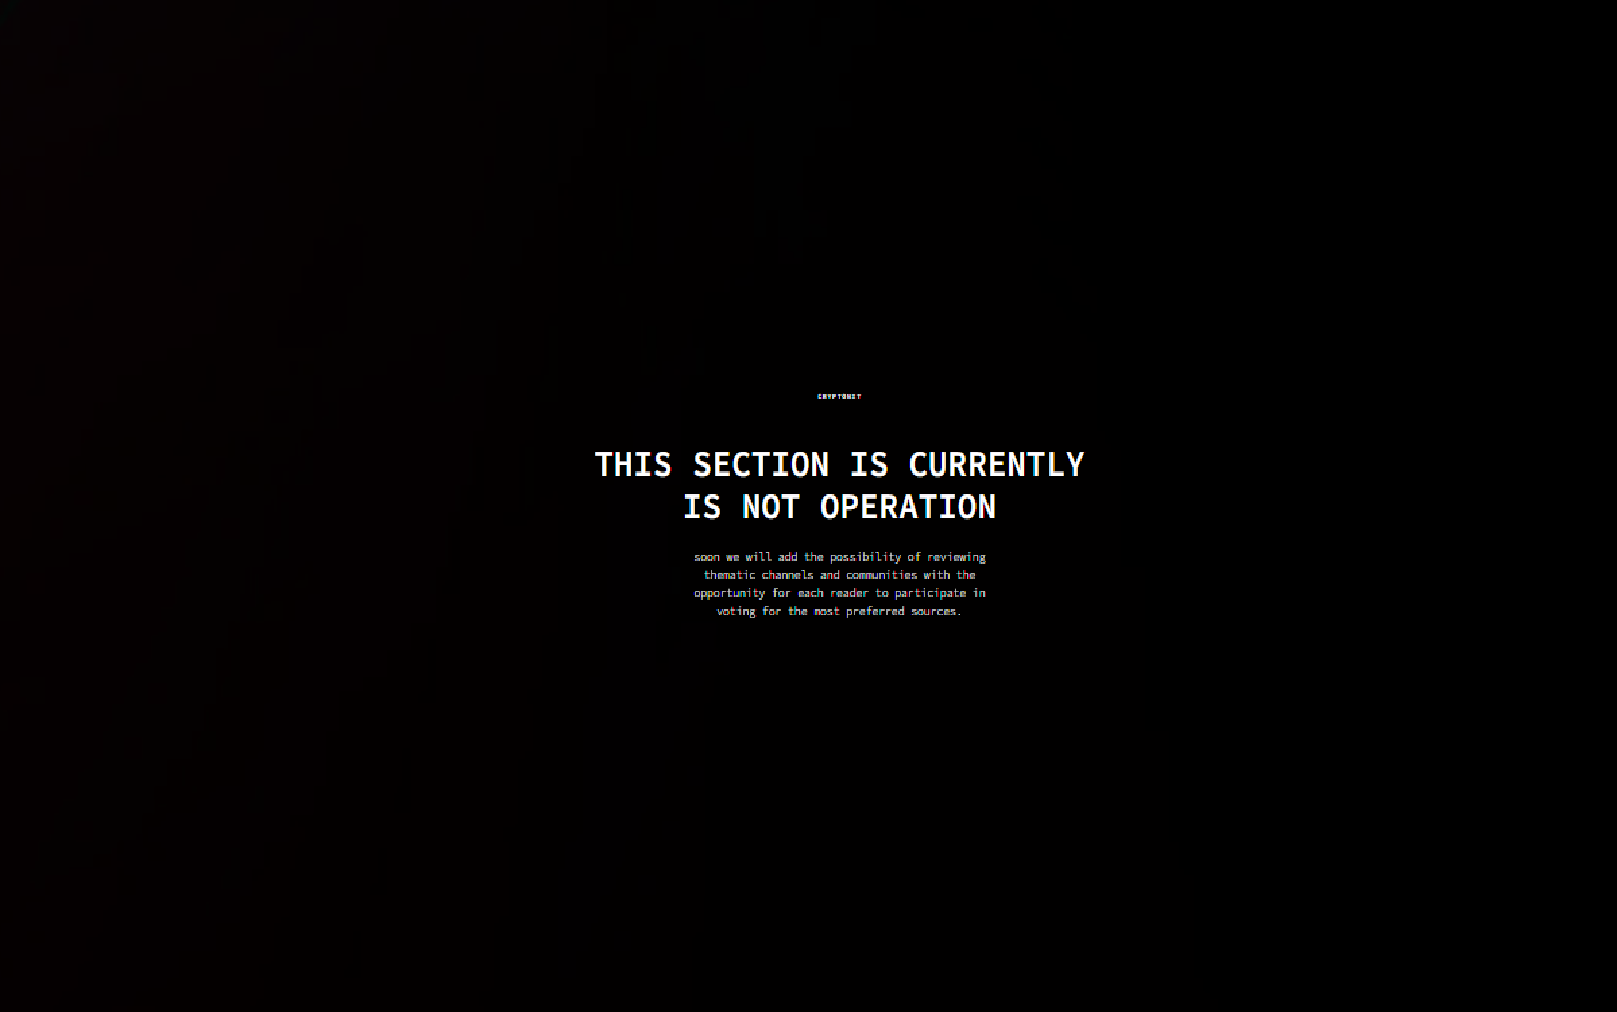 THIS SECTION IS CURRENTLY
IS NOT OPERATION
soon we will add the possibility of reviewing
thematic channels and communities with the
opportunity for each reader to participate in
voting for the most preferred sources.